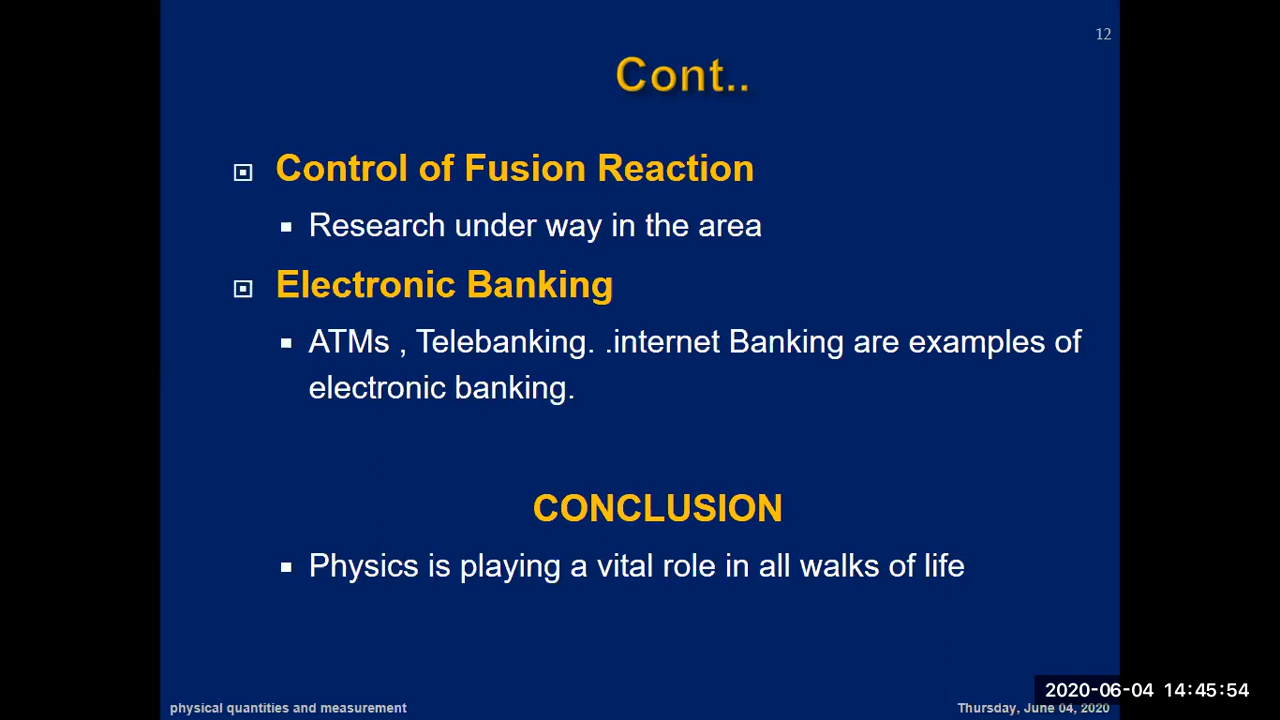 12
Cont..
Control of Fusion Reaction
Research under way in the area
Electronic Banking
ATMs , Telebanking. .internet Banking are examples of
electronic banking.
CONCLUSION
Physics is playing a vital role in all walks of life
2020-06-04 14:45:54
physical quantities and measurement
Thursday, June 04, 2020